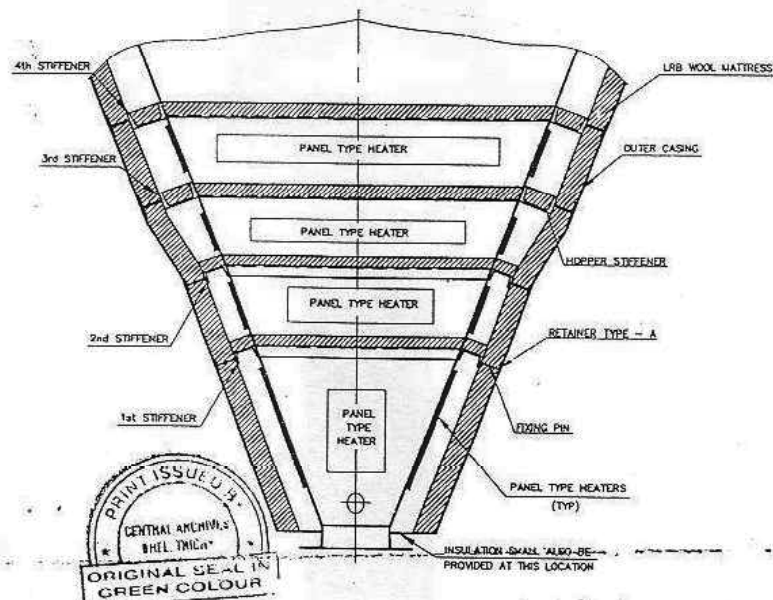 4th STIFFENER
LRB WOOL MATTRESS
PANEL TYPE HEATER
OUTER CASING
3rd STIFFENER
PANEL TYPE HEATER
HOPPER STIFFENER
PANEL TYPE HEATER
2nd STIFFENER
RETAINER TYPE - A
1st STIFFENER
PANEL
TYPE
HEATER
FIXING PIN
PANEL TYPE HEATERS
(TYP)
PRINT ISSUED BY
CENTRAL ARCHIVES
BHEL, TRICHY
ORIGINAL SEAL IN
GREEN COLOUR
INSULATION SHALL ALSO BE
PROVIDED AT THIS LOCATION